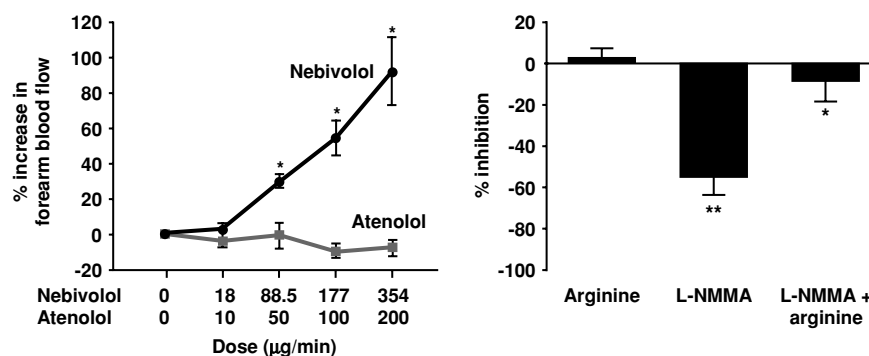 % increase in
forearm blood flow
120
100
80
60
40
20
0
-20
Nebivolol
Atenolol
*
*
*
Nebivolol 0 18 88.5 177 354
Atenolol 0 10 50 100 200
Dose (μg/min)
% inhibition
20
0
-20
-40
-60
-80
-100
**
*
Arginine L-NMMA L-NMMA +
arginine